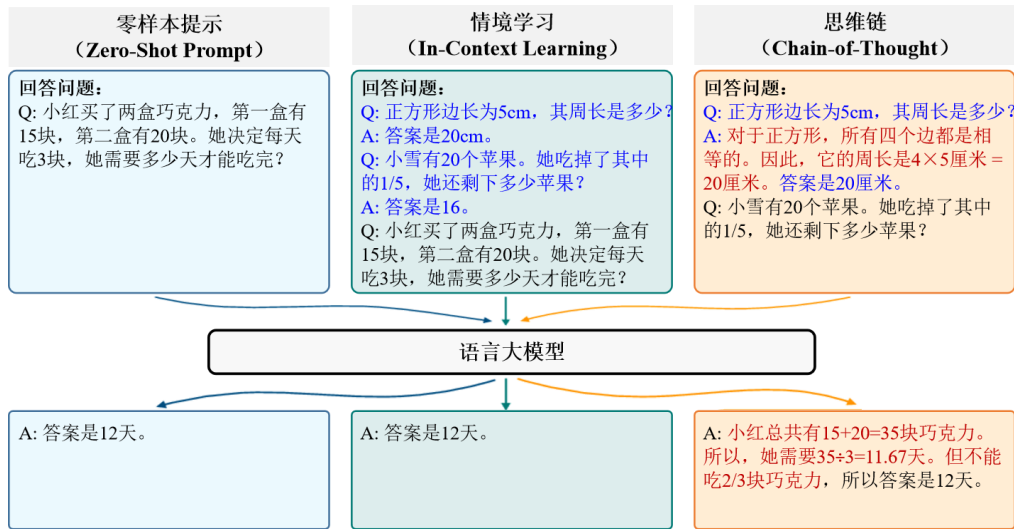 零样本提示
（Zero-Shot Prompt）
回答问题：
Q: 小红买了两盒巧克力，第一盒有
15块，第二盒有20块。她决定每天
吃3块，她需要多少天才能吃完？
情境学习
（In-Context Learning）
回答问题：
Q: 正方形边长为5cm，其周长是多少？
A: 答案是20cm。
Q: 小雪有20个苹果。她吃掉了其中
的1/5，她还剩下多少苹果？
A: 答案是16。
Q: 小红买了两盒巧克力，第一盒有
15块，第二盒有20块。她决定每天
吃3块，她需要多少天才能吃完？
思维链
（Chain-of-Thought）
回答问题：
Q: 正方形边长为5cm，其周长是多少？
A: 对于正方形，所有四个边都是相
等的。因此，它的周长是4×5厘米 =
20厘米。答案是20厘米。
Q: 小雪有20个苹果。她吃掉了其中
的1/5，她还剩下多少苹果？
语言大模型
A: 答案是12天。
A: 答案是12天。
A: 小红总共有15+20=35块巧克力。
所以，她需要35÷3=11.67天。但不能
吃2/3块巧克力，所以答案是12天。